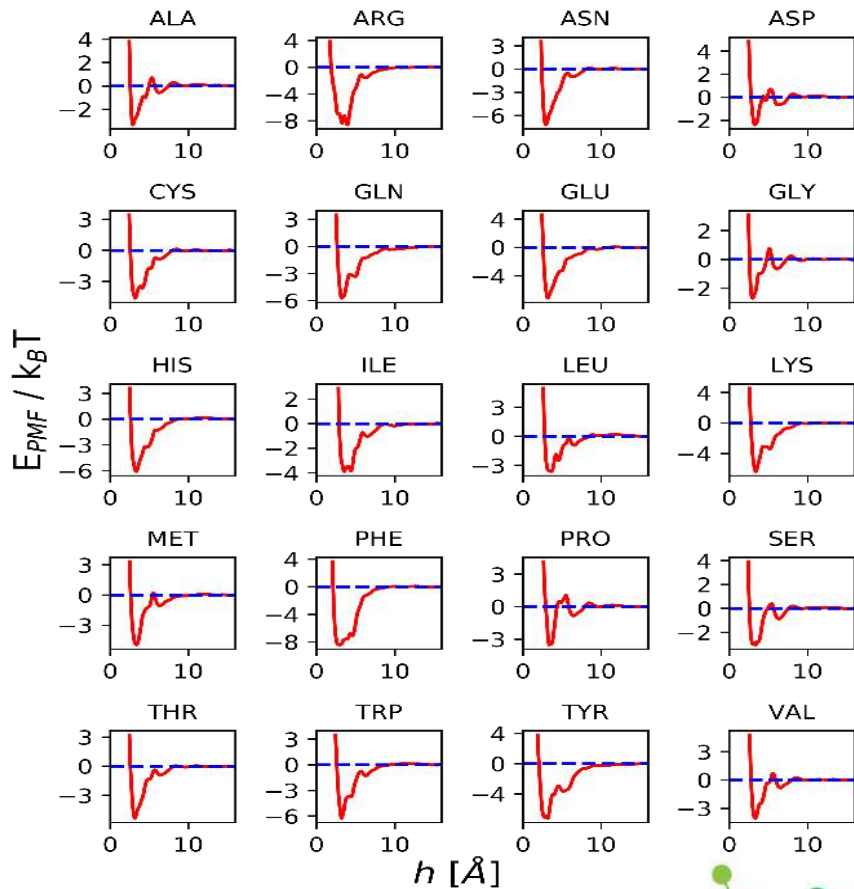 ALA ARG ASN ASP
4 2 0 −2 0 10
4 0 −4 −8 0 10
3 0 −3 −6 0 10
4 2 0 −2 0 10
CYS GLN GLU GLY
3 0 −3 0 10
3 0 −3 −6 0 10
4 0 −4 0 10
2 0 −2 0 10
HIS ILE LEU LYS
3 0 −3 −6 0 10
2 0 −2 −4 0 10
3 0 −3 0 10
4 0 −4 0 10
MET PHE PRO SER
3 0 −3 0 10
4 0 −4 −8 0 10
3 0 −3 0 10
4 2 0 −2 0 10
THR TRP TYR VAL
3 0 −3 0 10
3 0 −3 −6 0 10
4 0 −4 0 10
3 0 −3 0 10
E_PMF / k_BT
h [Å]